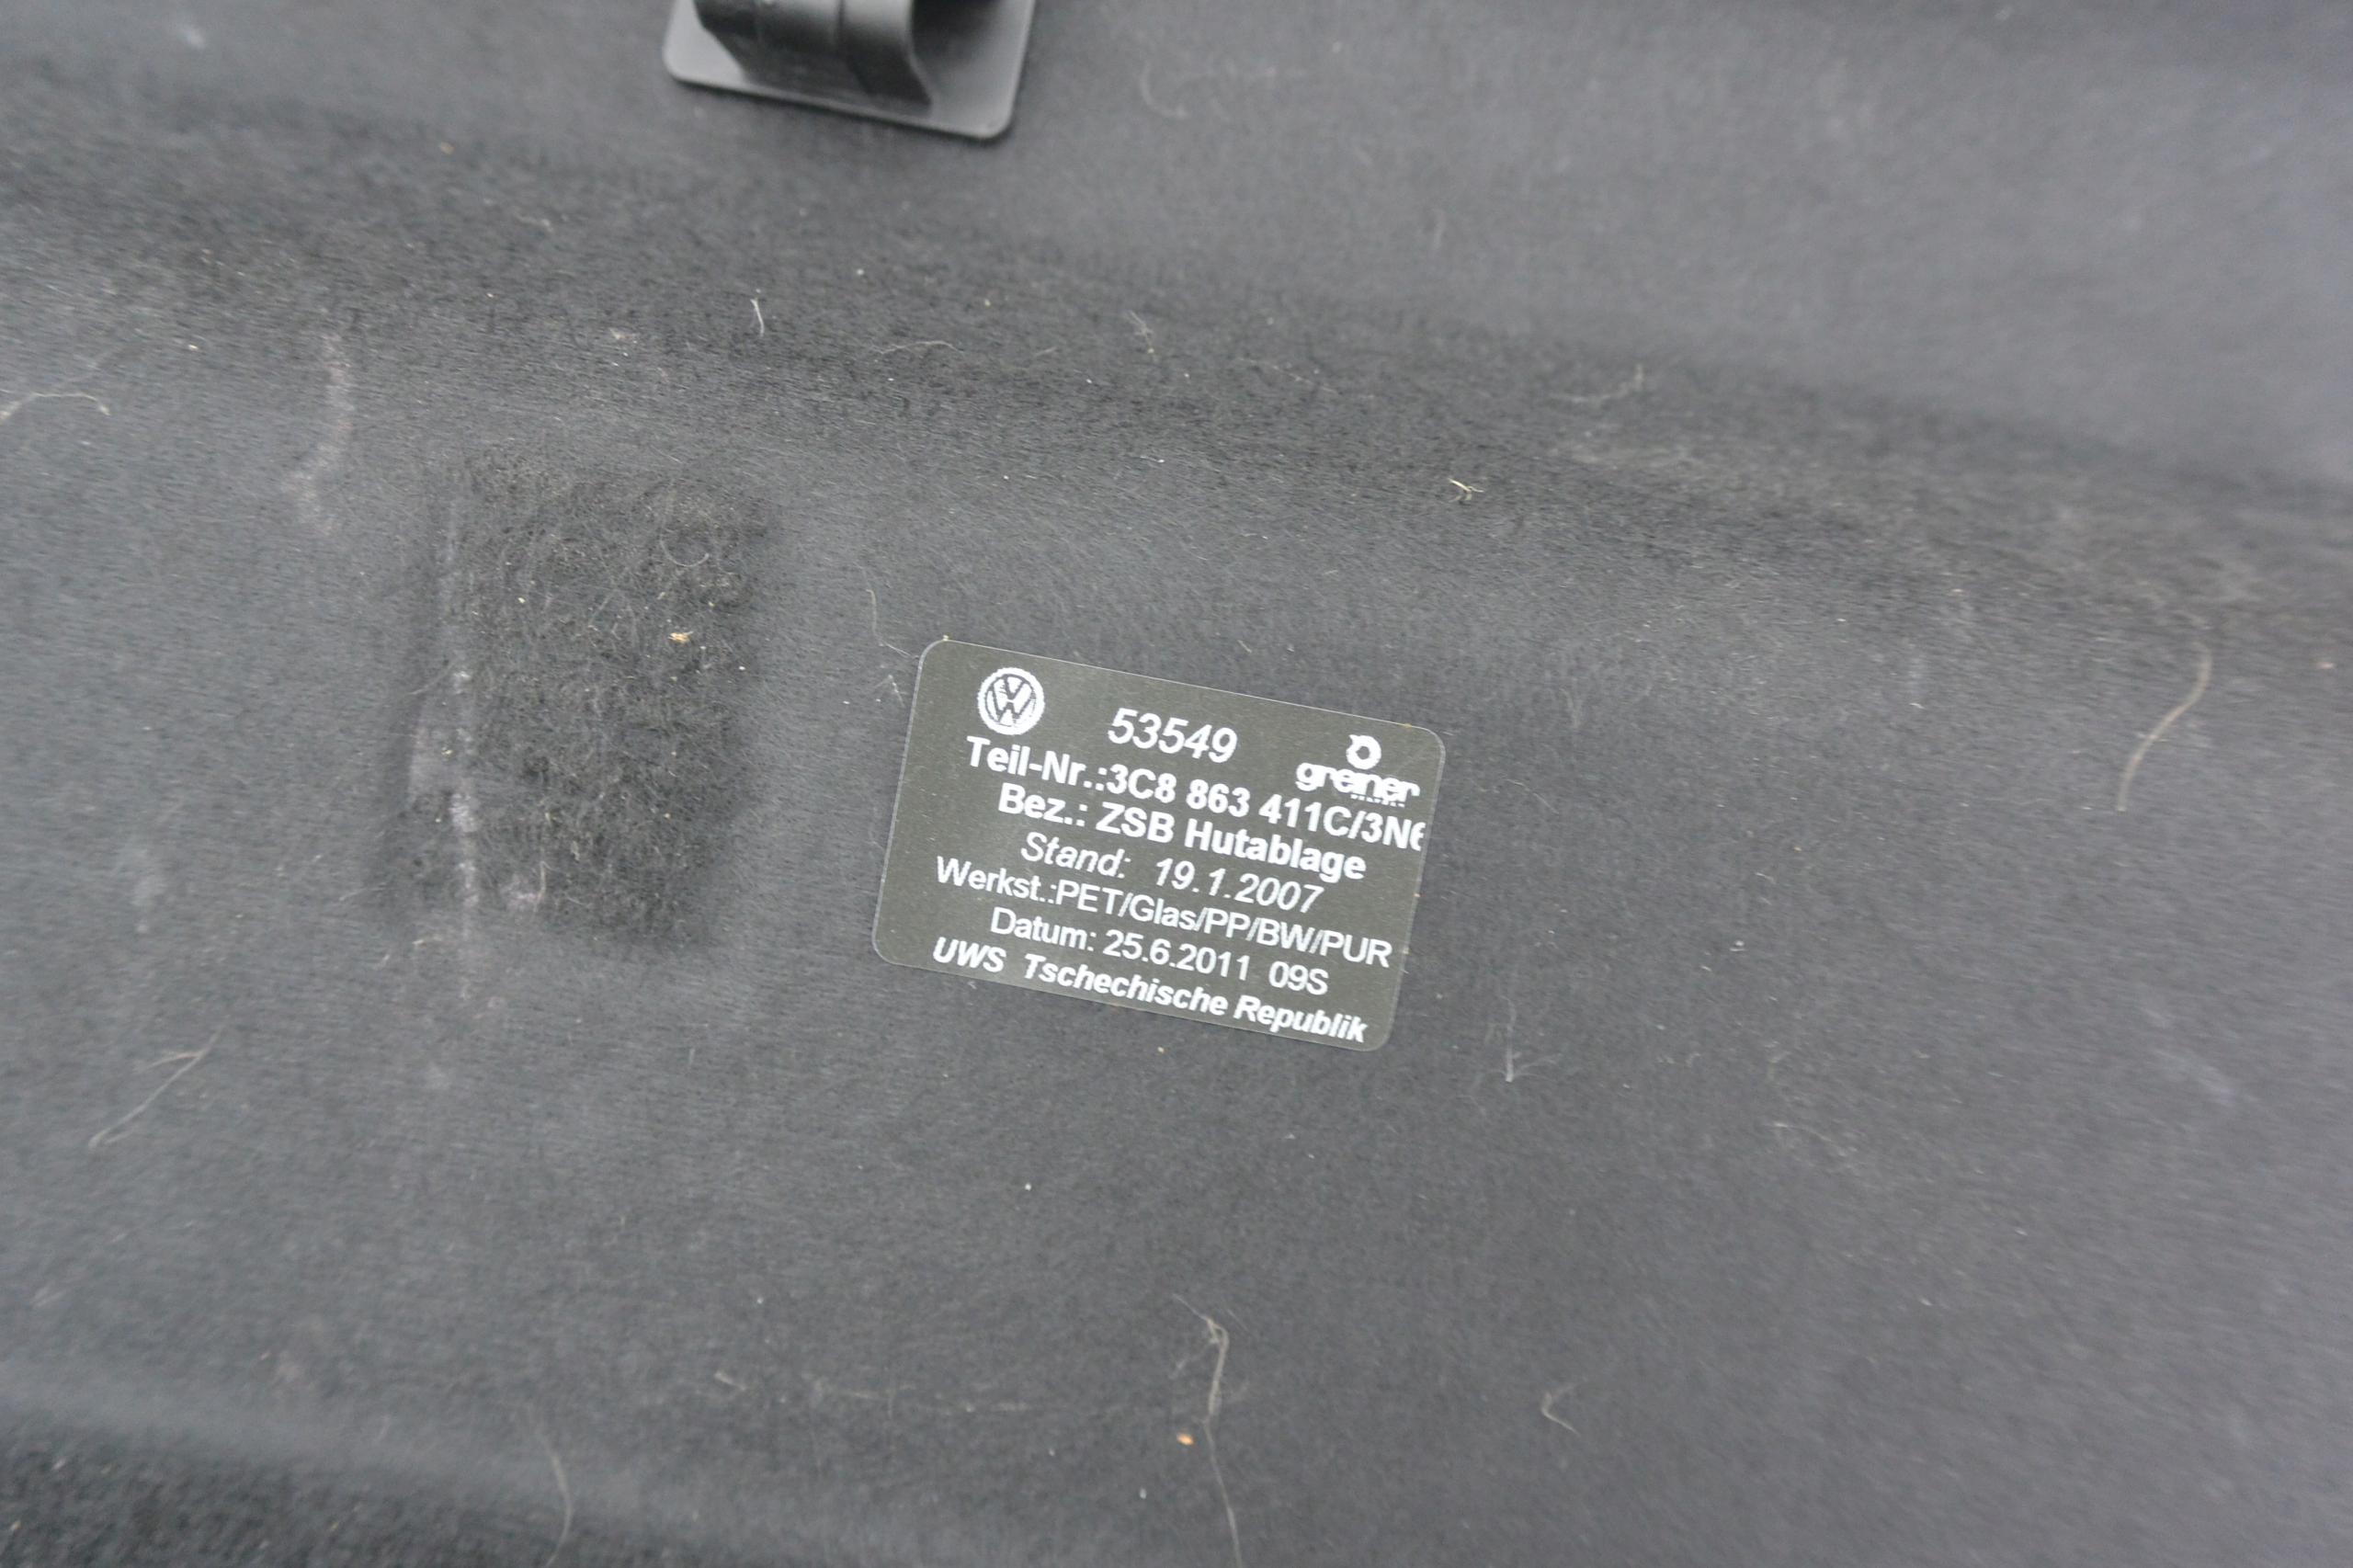 53549
greiner
Teil-Nr.:3C8 863 411C/3N6
Bez.: ZSB Hutablage
Stand: 19.1.2007
Werkst.:PET/Glas/PP/BW/PUR
Datum: 25.6.2011 09S
UWS Tschechische Republik